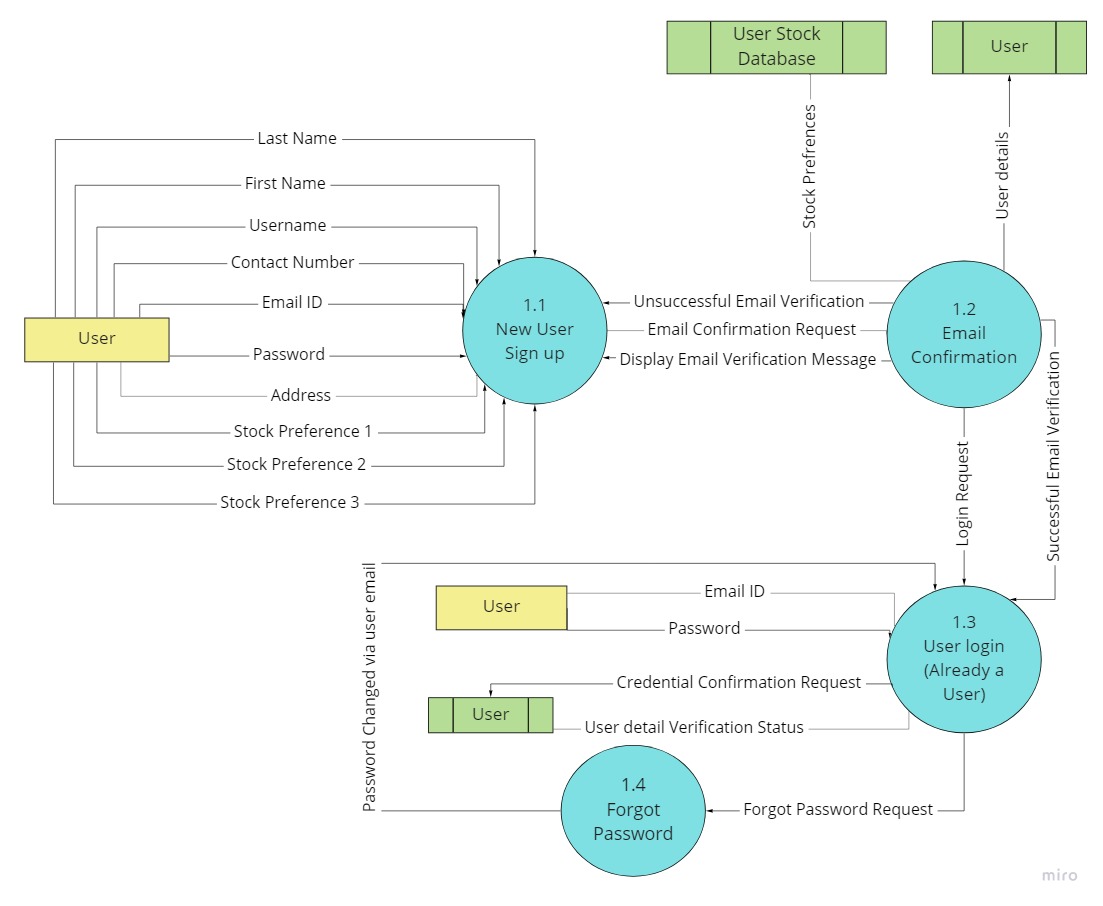 User Stock
Database
User
Stock Prefrences
User details
Last Name
First Name
Username
Contact Number
Email ID
User
Password
Address
Stock Preference 1
Stock Preference 2
Stock Preference 3
1.1
New User
Sign up
Unsuccessful Email Verification
Email Confirmation Request
Display Email Verification Message
1.2
Email
Confirmation
Login Request
Successful Email Verification
Password Changed via user email
User
Email ID
Password
Credential Confirmation Request
User
User detail Verification Status
1.3
User login
(Already a
User)
1.4
Forgot
Password
Forgot Password Request
miro